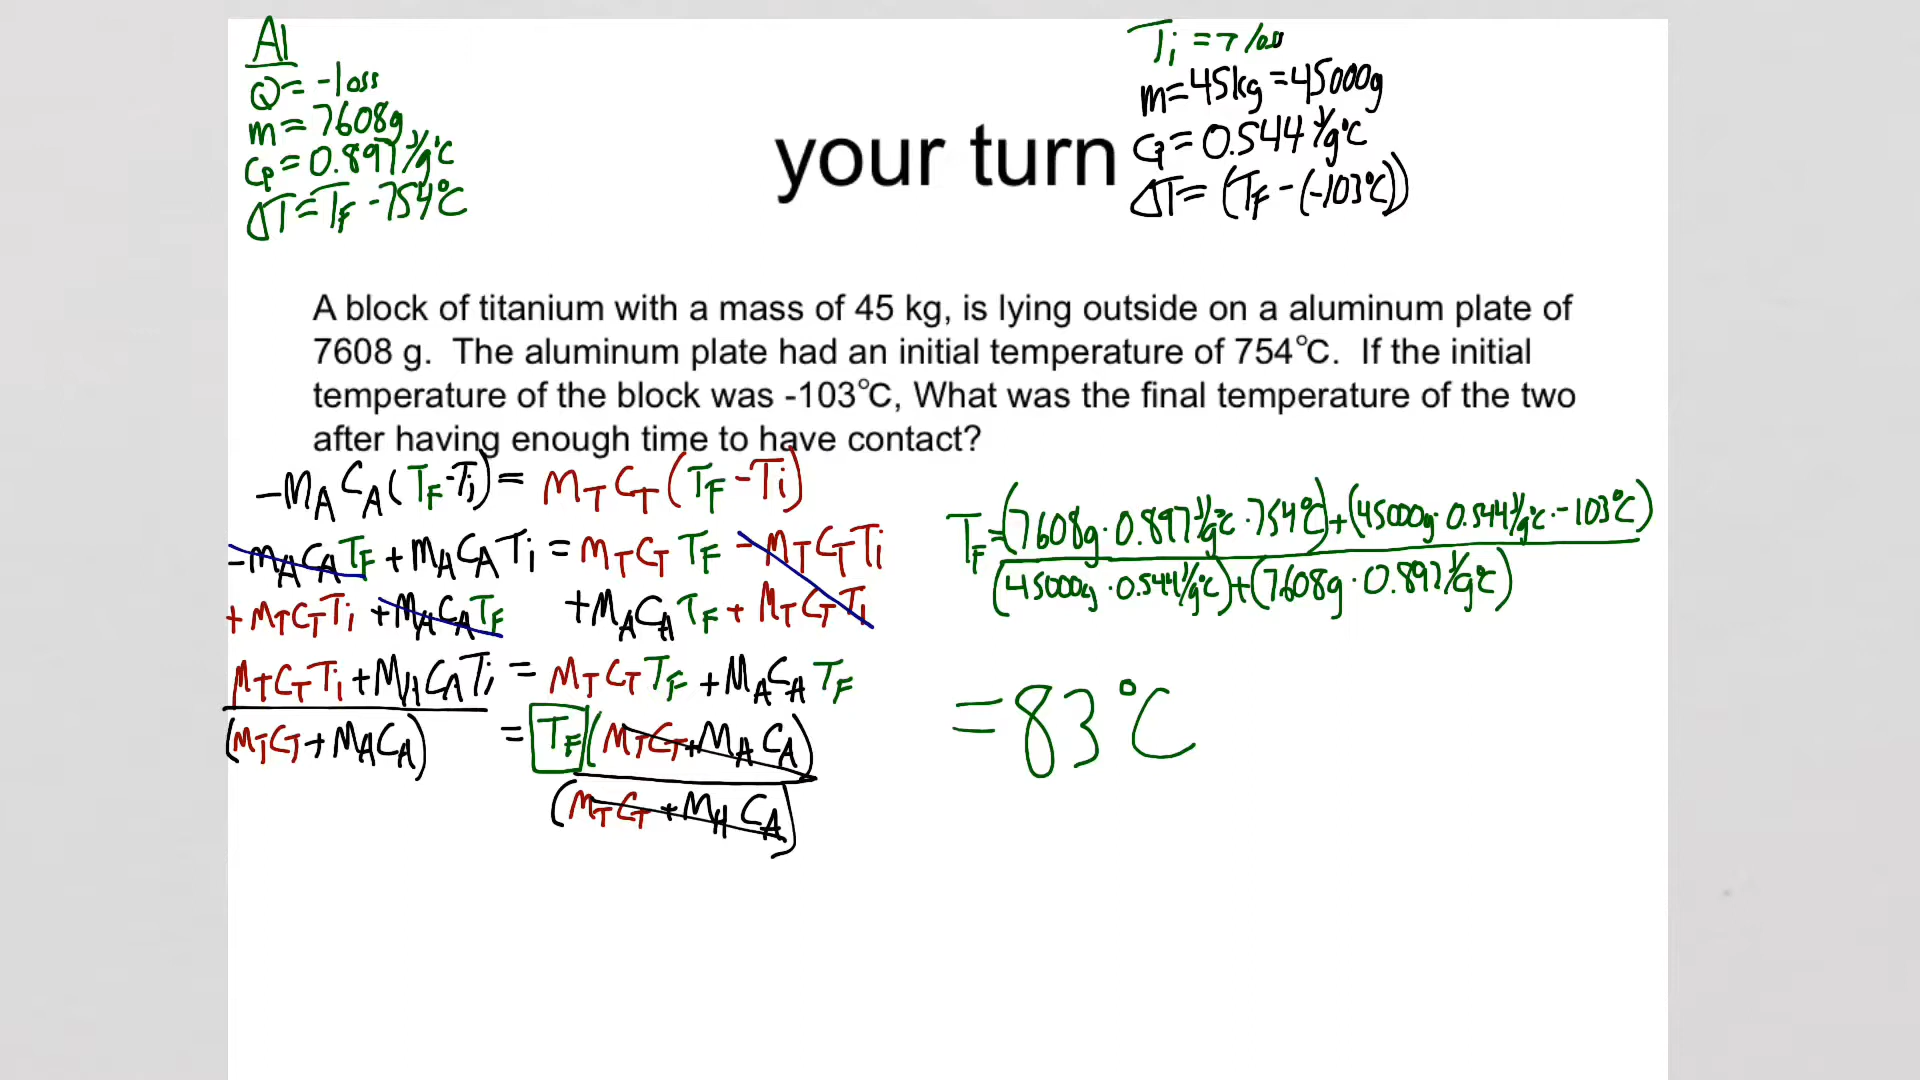 Al
Q = -loss
m = 7608g
Cp = 0.897 J/g°C
ΔT = TF - 754°C
your turn
Ti =
m = 45kg = 45000g
Cp = 0.544 J/g°C
ΔT = (TF - (-103°C))
A block of titanium with a mass of 45 kg, is lying outside on a aluminum plate of
7608 g. The aluminum plate had an initial temperature of 754°C. If the initial
temperature of the block was -103°C, What was the final temperature of the two
after having enough time to have contact?
-MACA(TF-Ti) = MTCT(TF-Ti)
-MACATF + MACATi = MTCTTF - MTCTTi
+MTCTTi +MACATF +MACATF + MTCTTi
MTCTTi + MACATi = MTCTTF + MACATF
(MTCT + MACA) = TF (MTCT + MACA)
(MTCT + MACA)
TF = (7608g · 0.897 J/g°C · 754°C) + (45000g · 0.544 J/g°C · -103°C)
(45000g · 0.544 J/g°C) + (7608g · 0.897 J/g°C)
= 83°C